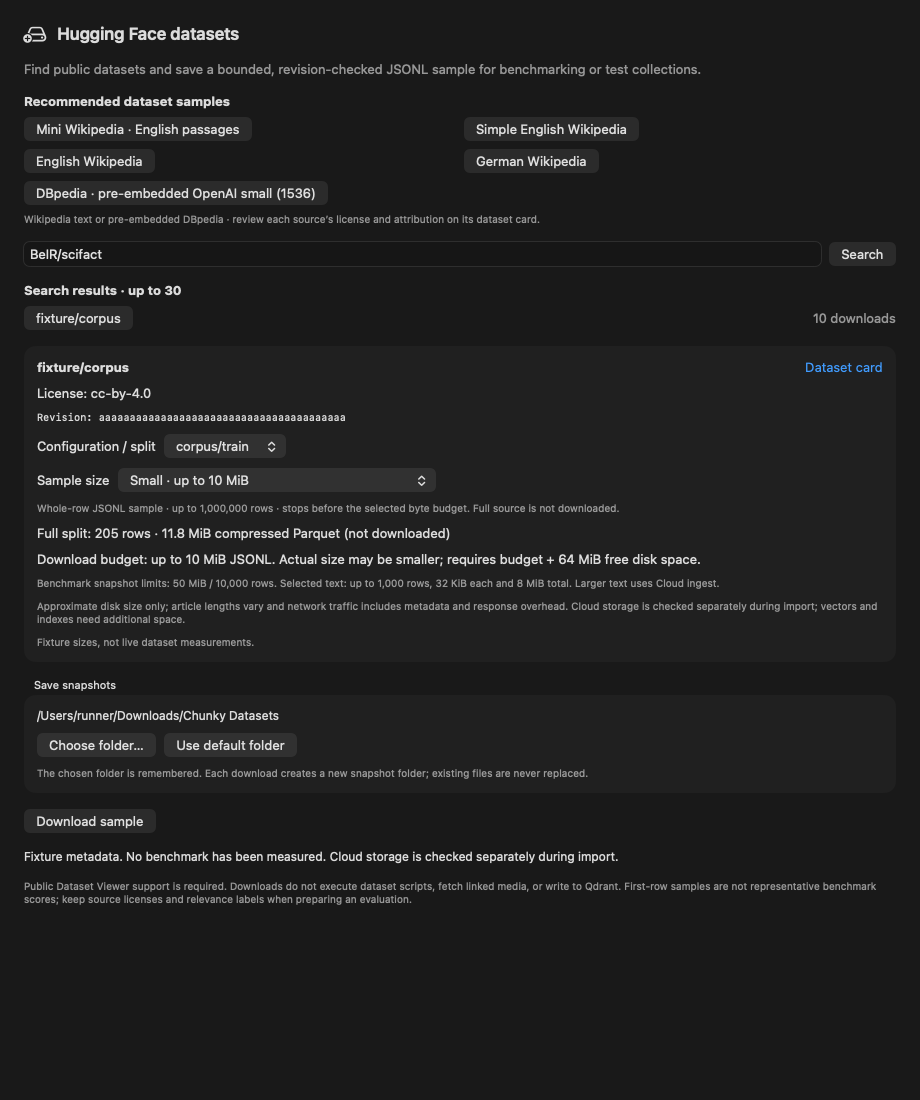 Hugging Face datasets
Find public datasets and save a bounded, revision-checked JSONL sample for benchmarking or test collections.
Recommended dataset samples
Mini Wikipedia · English passages
Simple English Wikipedia
English Wikipedia
German Wikipedia
DBpedia · pre-embedded OpenAI small (1536)
Wikipedia text or pre-embedded DBpedia · review each source's license and attribution on its dataset card.
BeIR/scifact
Search
Search results · up to 30
fixture/corpus
10 downloads
fixture/corpus
Dataset card
License: cc-by-4.0
Revision: aaaaaaaaaaaaaaaaaaaaaaaaaaaaaaaaaaaaaaaa
Configuration / split corpus/train
Sample size Small · up to 10 MiB
Whole-row JSONL sample · up to 1,000,000 rows · stops before the selected byte budget. Full source is not downloaded.
Full split: 205 rows · 11.8 MiB compressed Parquet (not downloaded)
Download budget: up to 10 MiB JSONL. Actual size may be smaller; requires budget + 64 MiB free disk space.
Benchmark snapshot limits: 50 MiB / 10,000 rows. Selected text: up to 1,000 rows, 32 KiB each and 8 MiB total. Larger text uses Cloud ingest.
Approximate disk size only; article lengths vary and network traffic includes metadata and response overhead. Cloud storage is checked separately during import; vectors and
indexes need additional space.
Fixture sizes, not live dataset measurements.
Save snapshots
/Users/runner/Downloads/Chunky Datasets
Choose folder...
Use default folder
The chosen folder is remembered. Each download creates a new snapshot folder; existing files are never replaced.
Download sample
Fixture metadata. No benchmark has been measured. Cloud storage is checked separately during import.
Public Dataset Viewer support is required. Downloads do not execute dataset scripts, fetch linked media, or write to Qdrant. First-row samples are not representative benchmark
scores; keep source licenses and relevance labels when preparing an evaluation.